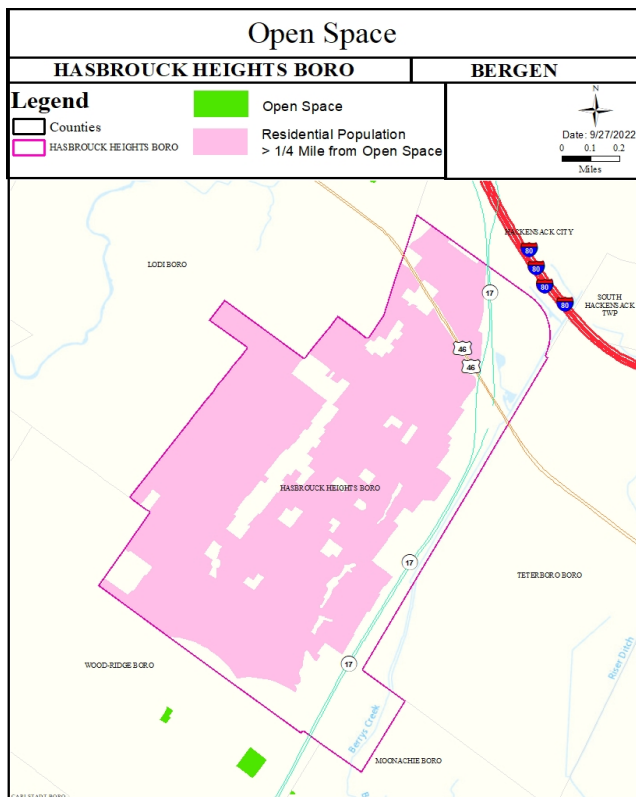 Open Space
HASBROUCK HEIGHTS BORO
BERGEN
Legend
Counties
HASBROUCK HEIGHTS BORO
Open Space
Residential Population
> 1/4 Mile from Open Space
N
Date: 9/27/2022
0 0.1 0.2
Miles
HACKENSACK CITY
LODI BORO
80
80
80
80
17
SOUTH
HACKENSACK
TWP
46
46
HASBROUCK HEIGHTS BORO
17
TETERBORO BORO
WOOD-RIDGE BORO
17
Riser Ditch
Berrys Creek
MOONACHIE BORO